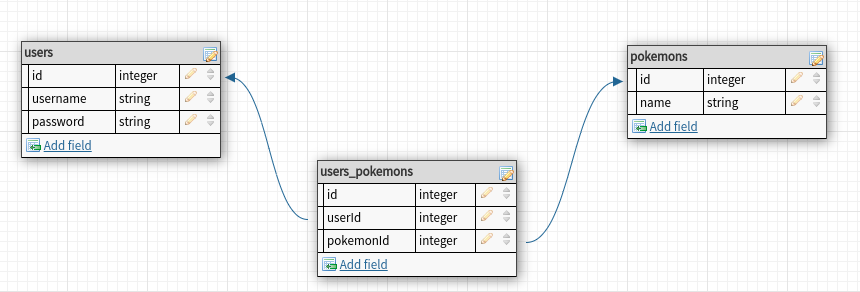 users
id integer
username string
password string
Add field
users_pokemons
id integer
userId integer
pokemonId integer
Add field
pokemons
id integer
name string
Add field